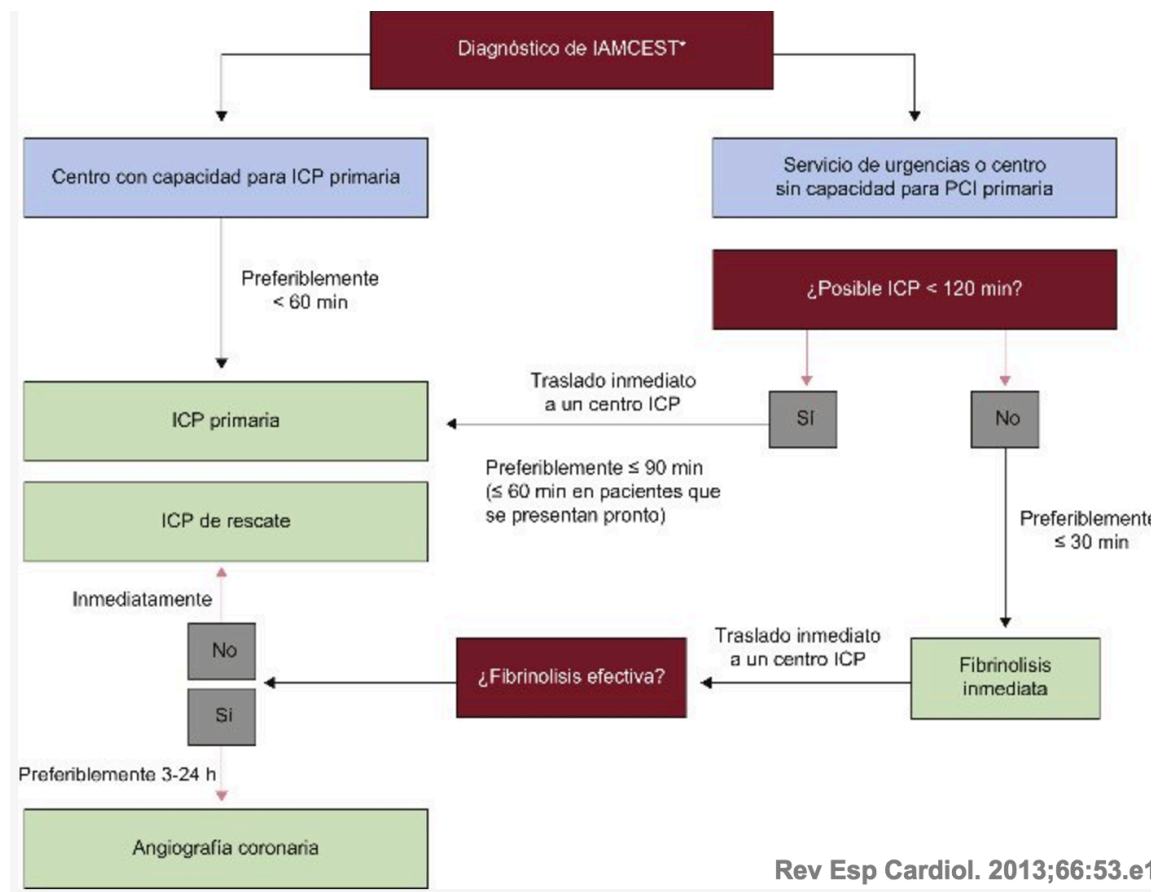 Diagnóstico de IAMCEST*
Centro con capacidad para ICP primaria
Servicio de urgencias o centro
sin capacidad para PCI primaria
Preferiblemente
< 60 min
¿Posible ICP < 120 min?
Traslado inmediato
a un centro ICP
Sí
No
ICP primaria
Preferiblemente ≤ 90 min
(≤ 60 min en pacientes que
se presentan pronto)
ICP de rescate
Preferiblemente
≤ 30 min
Inmediatamente
No
Sí
¿Fibrinolisis efectiva?
Traslado inmediato
a un centro ICP
Fibrinolisis
inmediata
Preferiblemente 3-24 h
Angiografía coronaria
Rev Esp Cardiol. 2013;66:53.e1